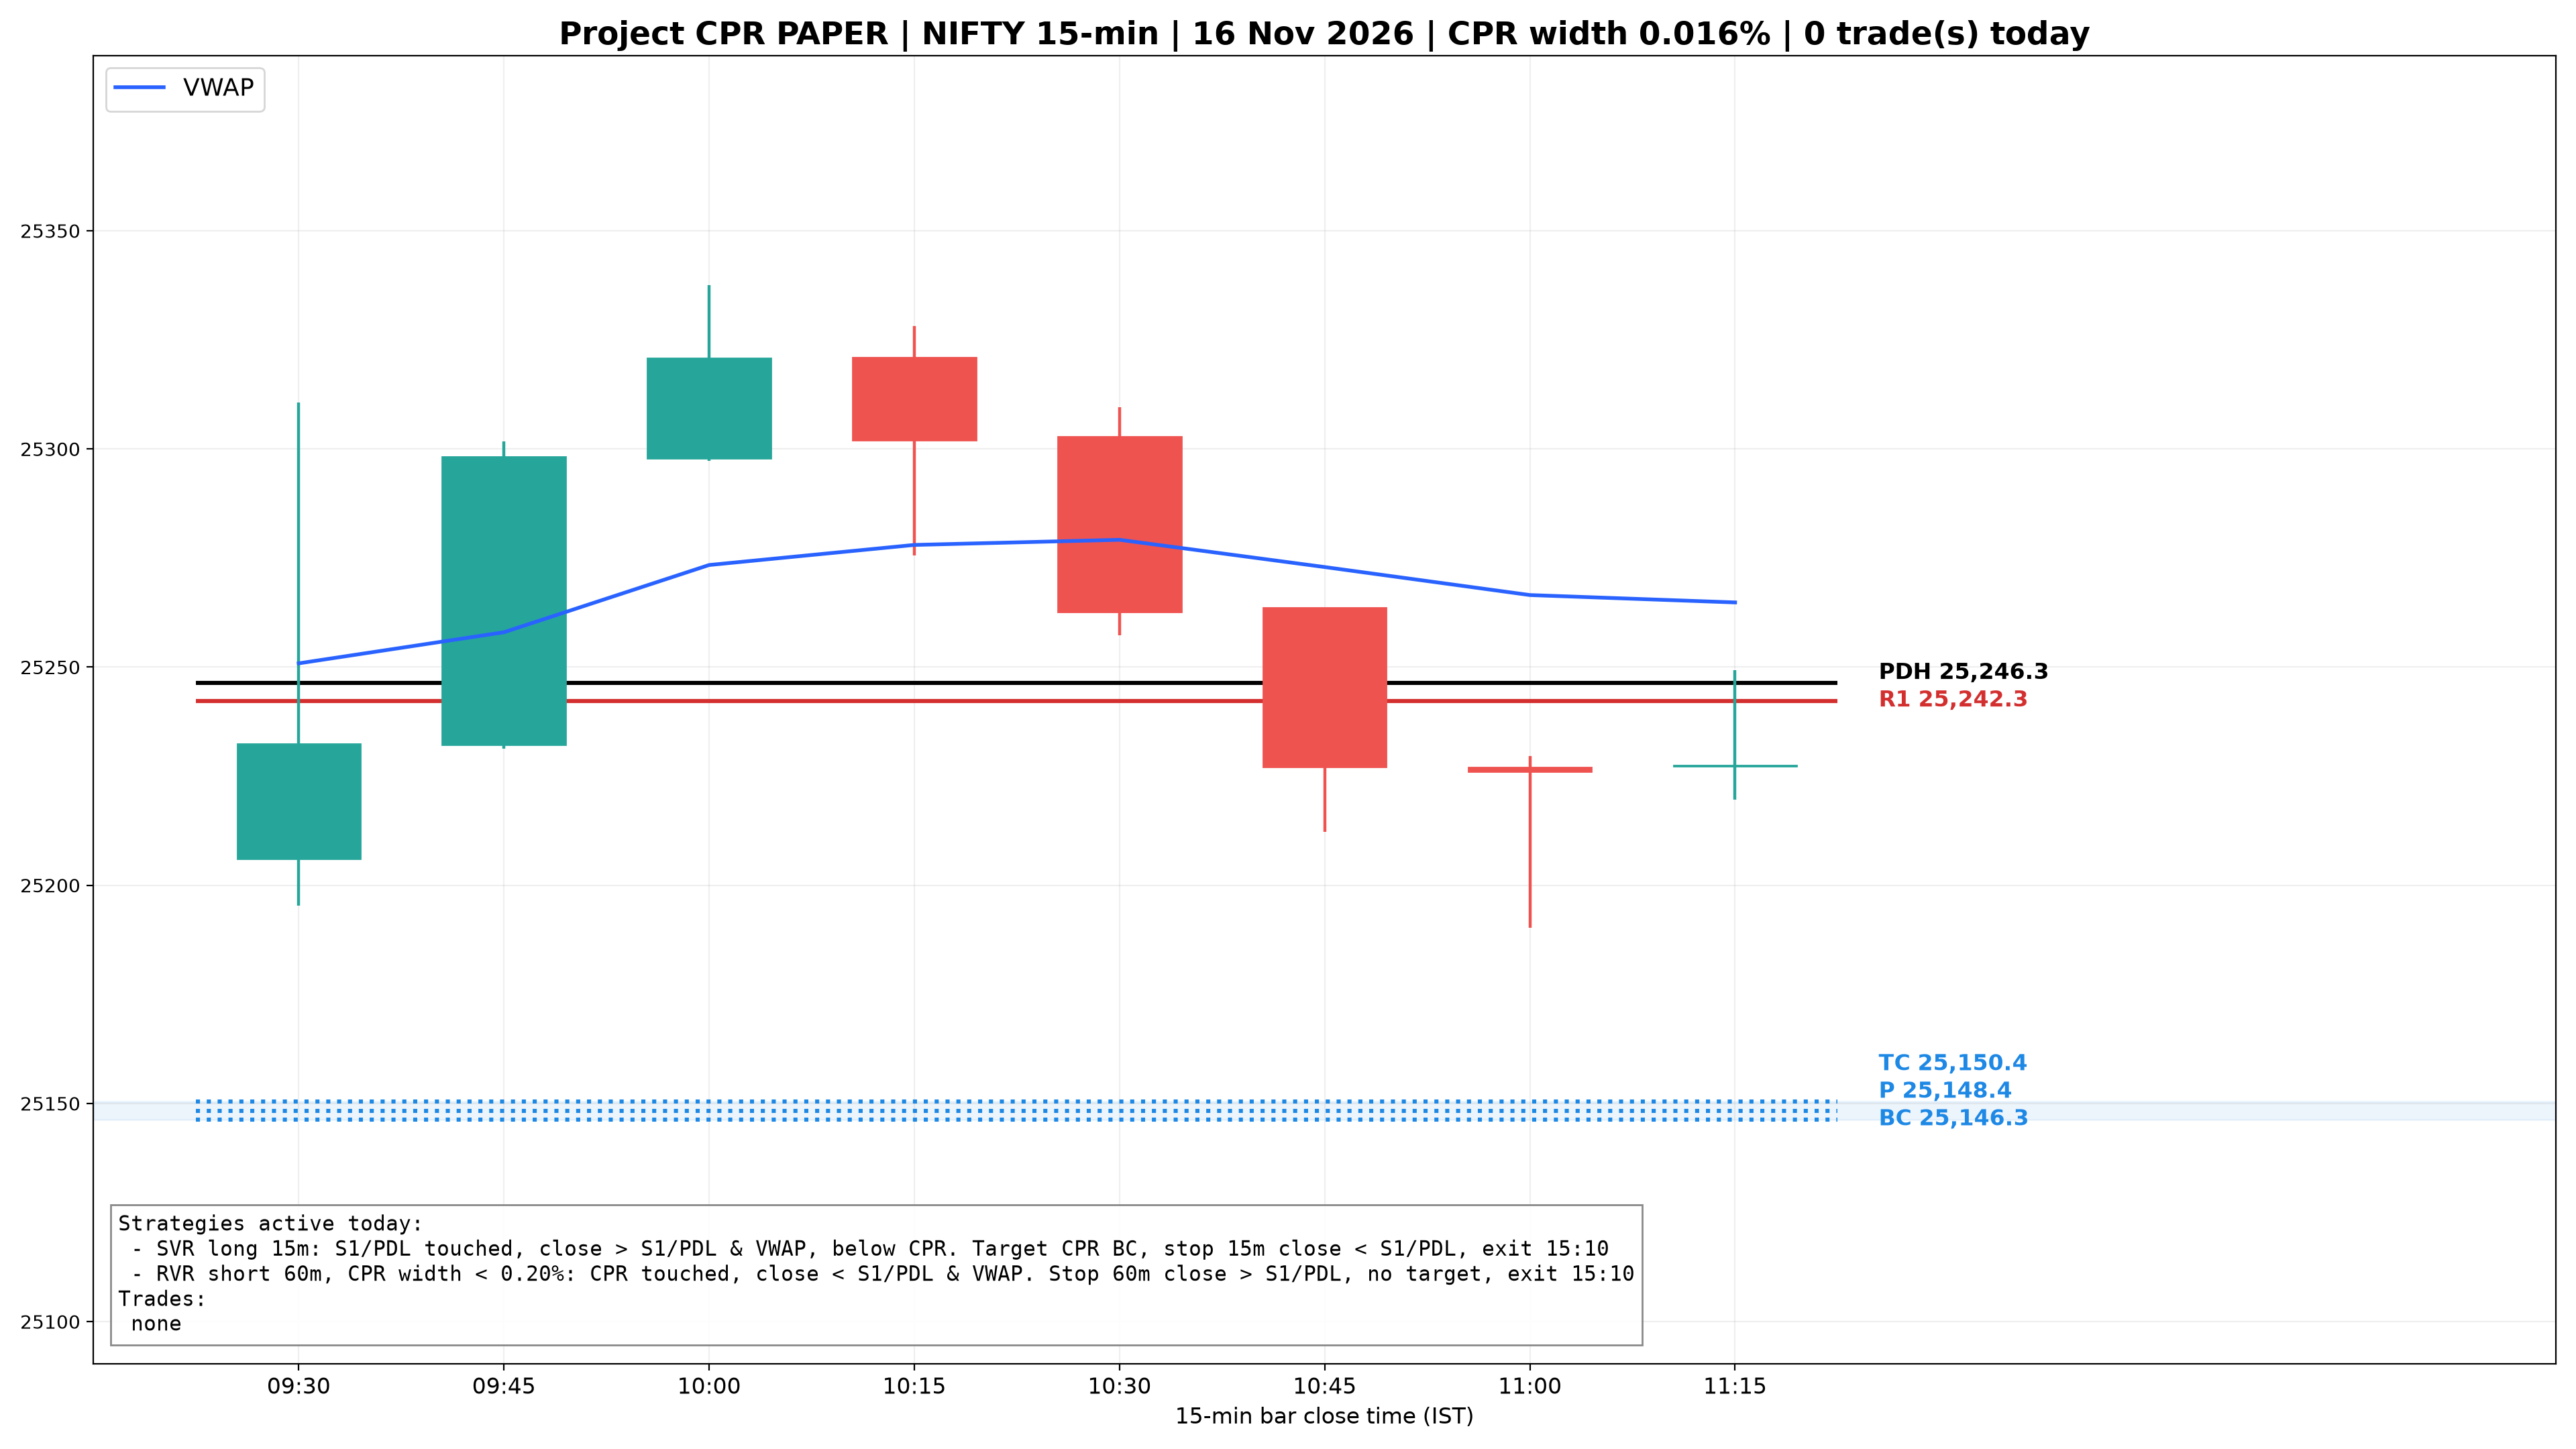 Project CPR PAPER | NIFTY 15-min | 16 Nov 2026 | CPR width 0.016% | 0 trade(s) today
VWAP
25350
25300
25250
25200
25150
25100
PDH 25,246.3
R1 25,242.3
TC 25,150.4
P 25,148.4
BC 25,146.3
Strategies active today:
- SVR long 15m: S1/PDL touched, close > S1/PDL & VWAP, below CPR. Target CPR BC, stop 15m close < S1/PDL, exit 15:10
- RVR short 60m, CPR width < 0.20%: CPR touched, close < S1/PDL & VWAP. Stop 60m close > S1/PDL, no target, exit 15:10
Trades:
none
09:30 09:45 10:00 10:15 10:30 10:45 11:00 11:15
15-min bar close time (IST)